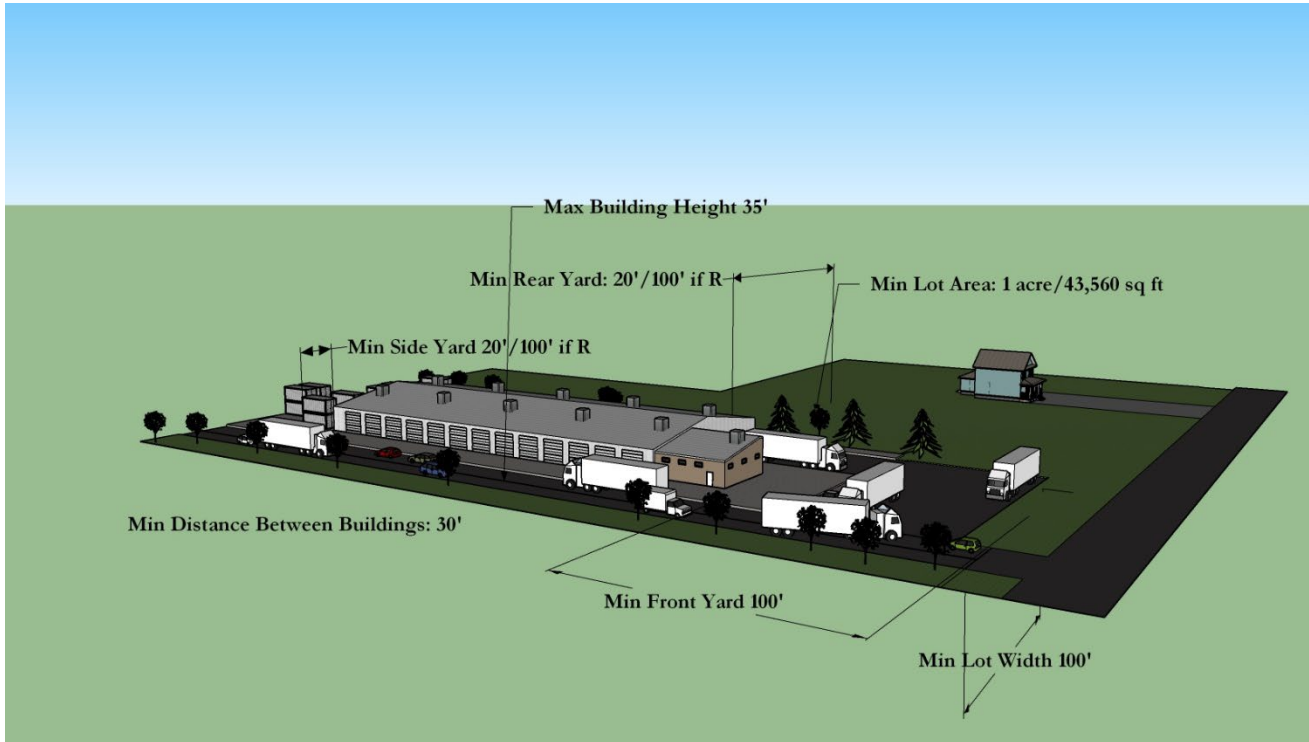 Max Building Height 35'
Min Rear Yard: 20'/100' if R
Min Lot Area: 1 acre/43,560 sq ft
Min Side Yard 20'/100' if R
Min Distance Between Buildings: 30'
Min Front Yard 100'
Min Lot Width 100'